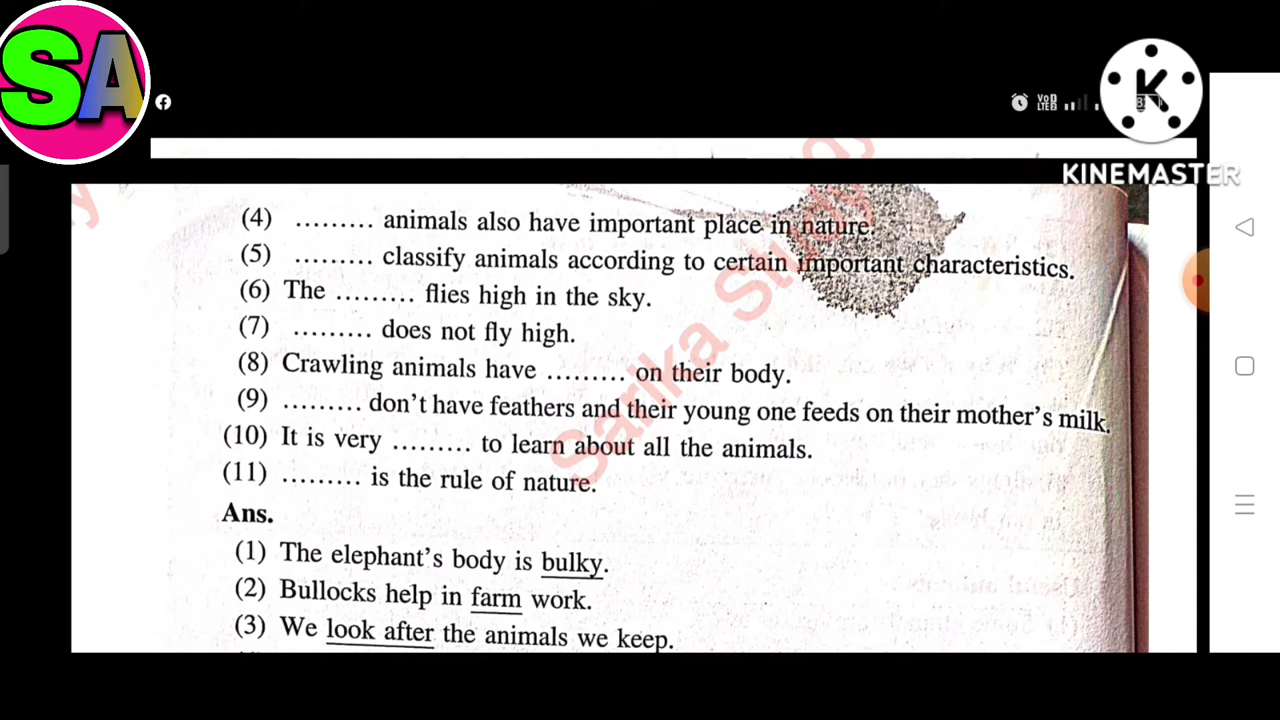 SA
K
KINEMASTER
Vo)) LTE2
(4) ......... animals also have important place in nature.
(5) ......... classify animals according to certain important characteristics.
(6) The ......... flies high in the sky.
(7) ......... does not fly high.
(8) Crawling animals have ......... on their body.
(9) ......... don't have feathers and their young one feeds on their mother's milk.
(10) It is very ......... to learn about all the animals.
(11) ......... is the rule of nature.
Ans.
(1) The elephant's body is bulky.
(2) Bullocks help in farm work.
(3) We look after the animals we keep.
Sarika Study